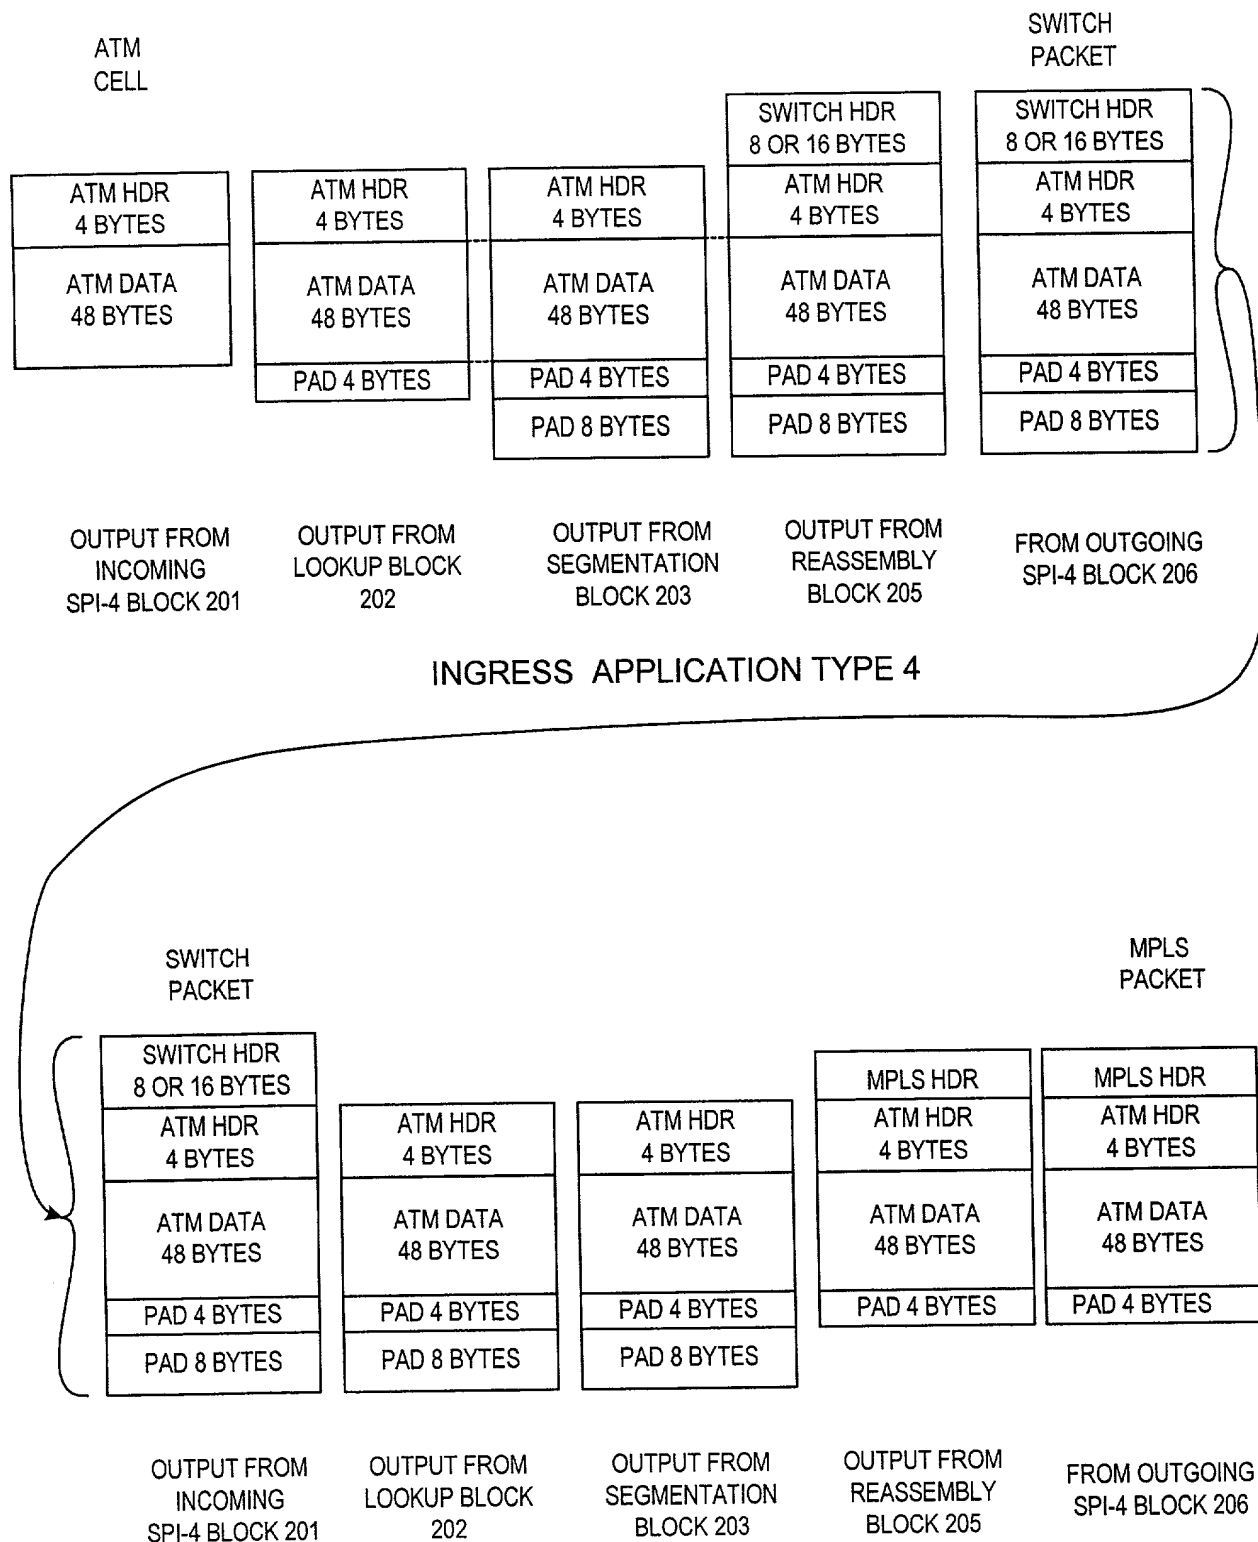 ATM
CELL
SWITCH
PACKET
ATM HDR
4 BYTES
ATM DATA
48 BYTES
ATM HDR
4 BYTES
ATM DATA
48 BYTES
PAD 4 BYTES
ATM HDR
4 BYTES
ATM DATA
48 BYTES
PAD 4 BYTES
PAD 8 BYTES
SWITCH HDR
8 OR 16 BYTES
ATM HDR
4 BYTES
ATM DATA
48 BYTES
PAD 4 BYTES
PAD 8 BYTES
SWITCH HDR
8 OR 16 BYTES
ATM HDR
4 BYTES
ATM DATA
48 BYTES
PAD 4 BYTES
PAD 8 BYTES
OUTPUT FROM
INCOMING
SPI-4 BLOCK 201
OUTPUT FROM
LOOKUP BLOCK
202
OUTPUT FROM
SEGMENTATION
BLOCK 203
OUTPUT FROM
REASSEMBLY
BLOCK 205
FROM OUTGOING
SPI-4 BLOCK 206
INGRESS APPLICATION TYPE 4
SWITCH
PACKET
MPLS
PACKET
SWITCH HDR
8 OR 16 BYTES
ATM HDR
4 BYTES
ATM DATA
48 BYTES
PAD 4 BYTES
PAD 8 BYTES
ATM HDR
4 BYTES
ATM DATA
48 BYTES
PAD 4 BYTES
PAD 8 BYTES
ATM HDR
4 BYTES
ATM DATA
48 BYTES
PAD 4 BYTES
PAD 8 BYTES
MPLS HDR
ATM HDR
4 BYTES
ATM DATA
48 BYTES
PAD 4 BYTES
MPLS HDR
ATM HDR
4 BYTES
ATM DATA
48 BYTES
PAD 4 BYTES
OUTPUT FROM
INCOMING
SPI-4 BLOCK 201
OUTPUT FROM
LOOKUP BLOCK
202
OUTPUT FROM
SEGMENTATION
BLOCK 203
OUTPUT FROM
REASSEMBLY
BLOCK 205
FROM OUTGOING
SPI-4 BLOCK 206